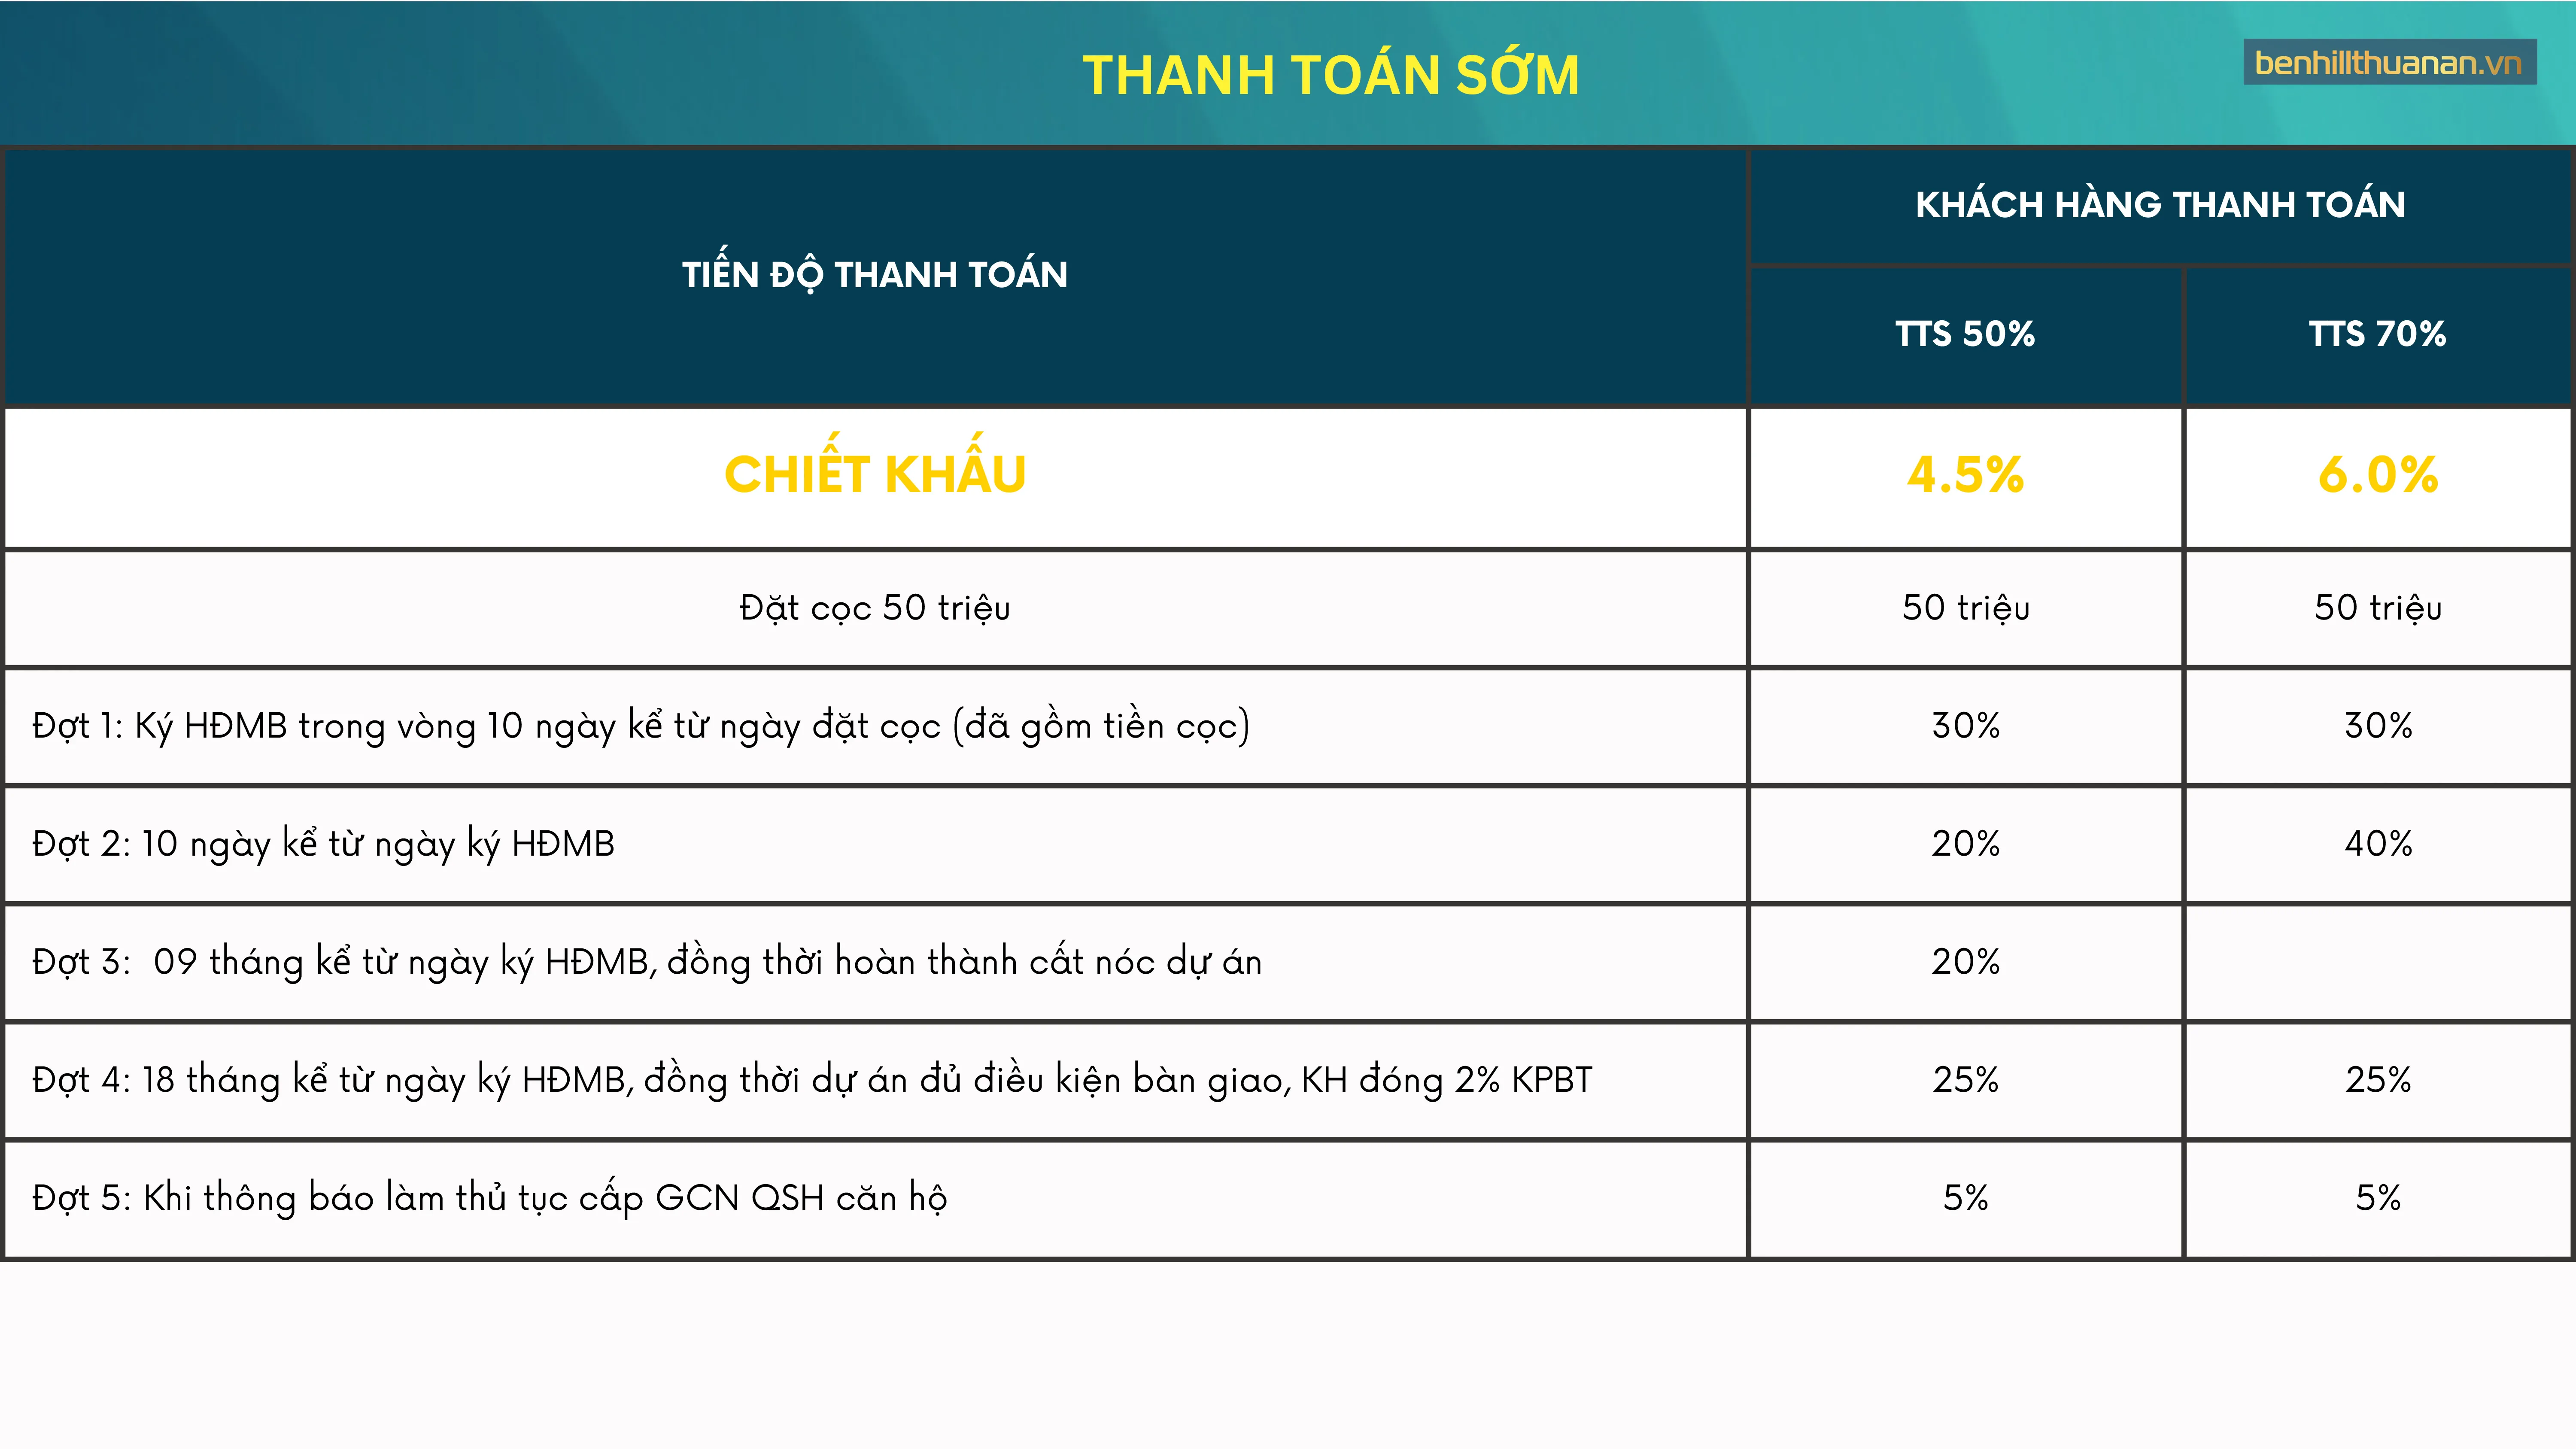 THANH TOÁN SỚM
benhillthuanan.vn
TIẾN ĐỘ THANH TOÁN
KHÁCH HÀNG THANH TOÁN
TTS 50%
TTS 70%
CHIẾT KHẤU
4.5%
6.0%
Đặt cọc 50 triệu
50 triệu
50 triệu
Đợt 1: Ký HĐMB trong vòng 10 ngày kể từ ngày đặt cọc (đã gồm tiền cọc)
30%
30%
Đợt 2: 10 ngày kể từ ngày ký HĐMB
20%
40%
Đợt 3:  09 tháng kể từ ngày ký HĐMB, đồng thời hoàn thành cất nóc dự án
20%
Đợt 4: 18 tháng kể từ ngày ký HĐMB, đồng thời dự án đủ điều kiện bàn giao, KH đóng 2% KPBT
25%
25%
Đợt 5: Khi thông báo làm thủ tục cấp GCN QSH căn hộ
5%
5%